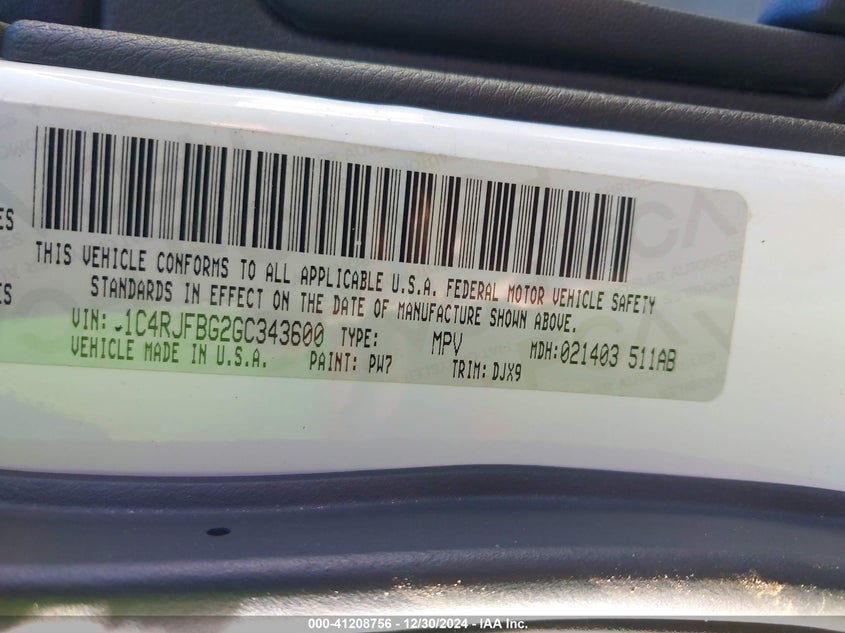 ES
ES
THIS VEHICLE CONFORMS TO ALL APPLICABLE U.S.A. FEDERAL MOTOR VEHICLE SAFETY
STANDARDS IN EFFECT ON THE DATE OF MANUFACTURE SHOWN ABOVE.
VIN: 1C4RJFBG2GC343600 TYPE: MPV MDH:021403 511AB
VEHICLE MADE IN U.S.A. PAINT: PW7 TRIM: DJX9
000-41208756 - 12/30/2024 - IAA Inc.